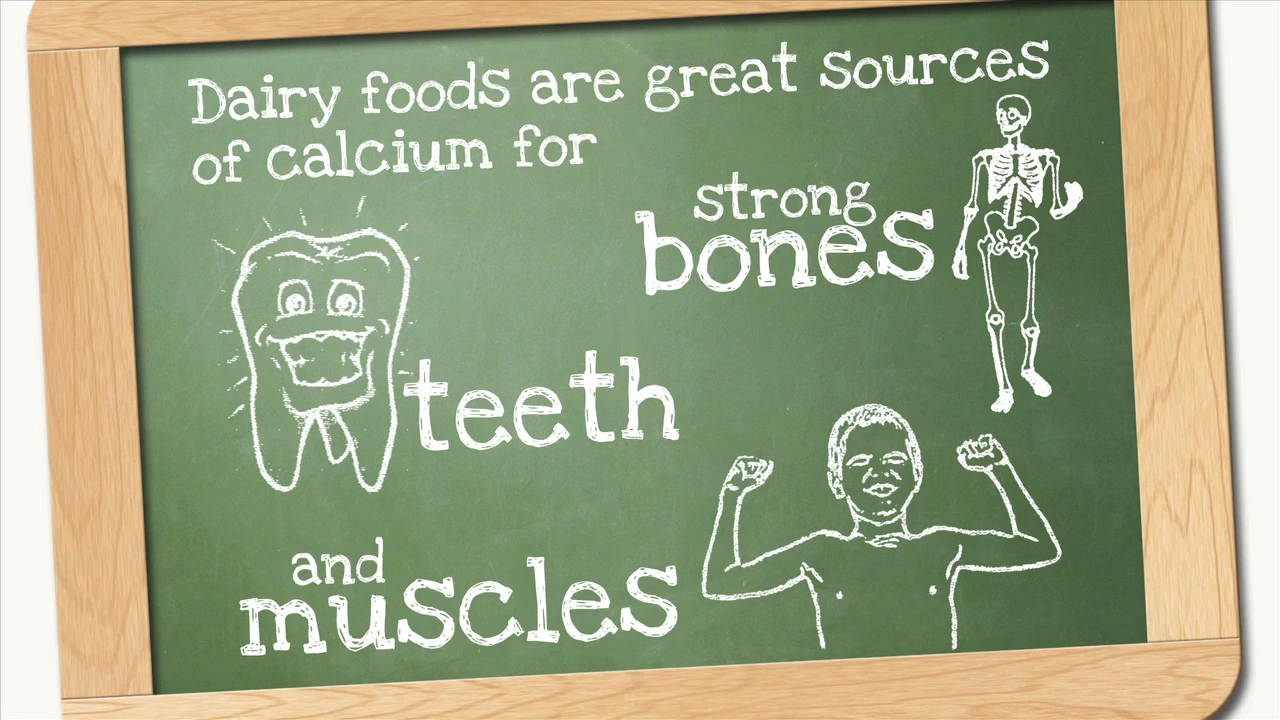 Dairy foods are great sources
of calcium for
strong
bones
teeth
and
muscles